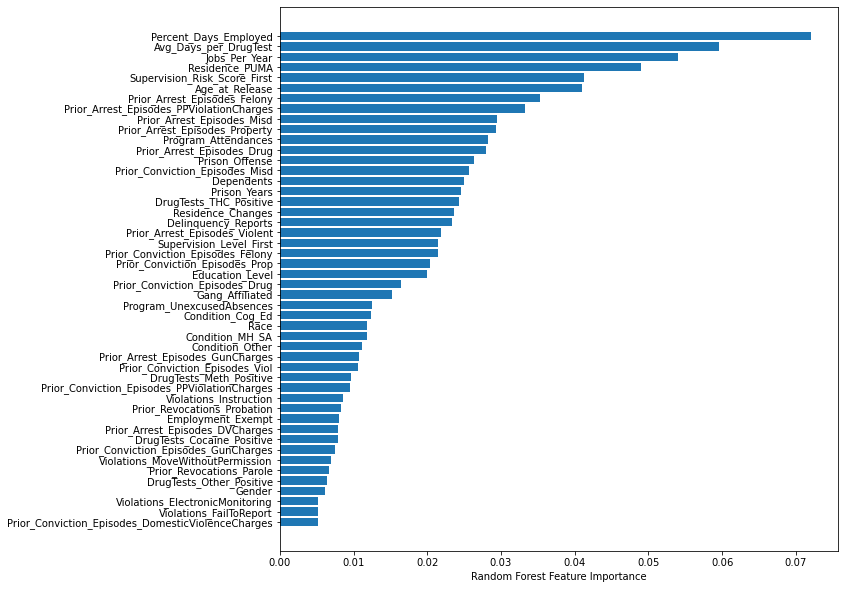 Percent_Days_Employed
Avg_Days_per_DrugTest
Jobs_Per_Year
Residence_PUMA
Supervision_Risk_Score_First
Age_at_Release
Prior_Arrest_Episodes_Felony
Prior_Arrest_Episodes_PPViolationCharges
Prior_Arrest_Episodes_Misd
Prior_Arrest_Episodes_Property
Program_Attendances
Prior_Arrest_Episodes_Drug
Prison_Offense
Prior_Conviction_Episodes_Misd
Dependents
Prison_Years
DrugTests_THC_Positive
Residence_Changes
Delinquency_Reports
Prior_Arrest_Episodes_Violent
Supervision_Level_First
Prior_Conviction_Episodes_Felony
Prior_Conviction_Episodes_Prop
Education_Level
Prior_Conviction_Episodes_Drug
Gang_Affiliated
Program_UnexcusedAbsences
Condition_Cog_Ed
Race
Condition_MH_SA
Condition_Other
Prior_Arrest_Episodes_GunCharges
Prior_Conviction_Episodes_Viol
DrugTests_Meth_Positive
Prior_Conviction_Episodes_PPViolationCharges
Violations_Instruction
Prior_Revocations_Probation
Employment_Exempt
Prior_Arrest_Episodes_DVCharges
DrugTests_Cocaine_Positive
Prior_Conviction_Episodes_GunCharges
Violations_MoveWithoutPermission
Prior_Revocations_Parole
DrugTests_Other_Positive
Gender
Violations_ElectronicMonitoring
Violations_FailToReport
Prior_Conviction_Episodes_DomesticViolenceCharges
0.00 0.01 0.02 0.03 0.04 0.05 0.06 0.07
Random Forest Feature Importance